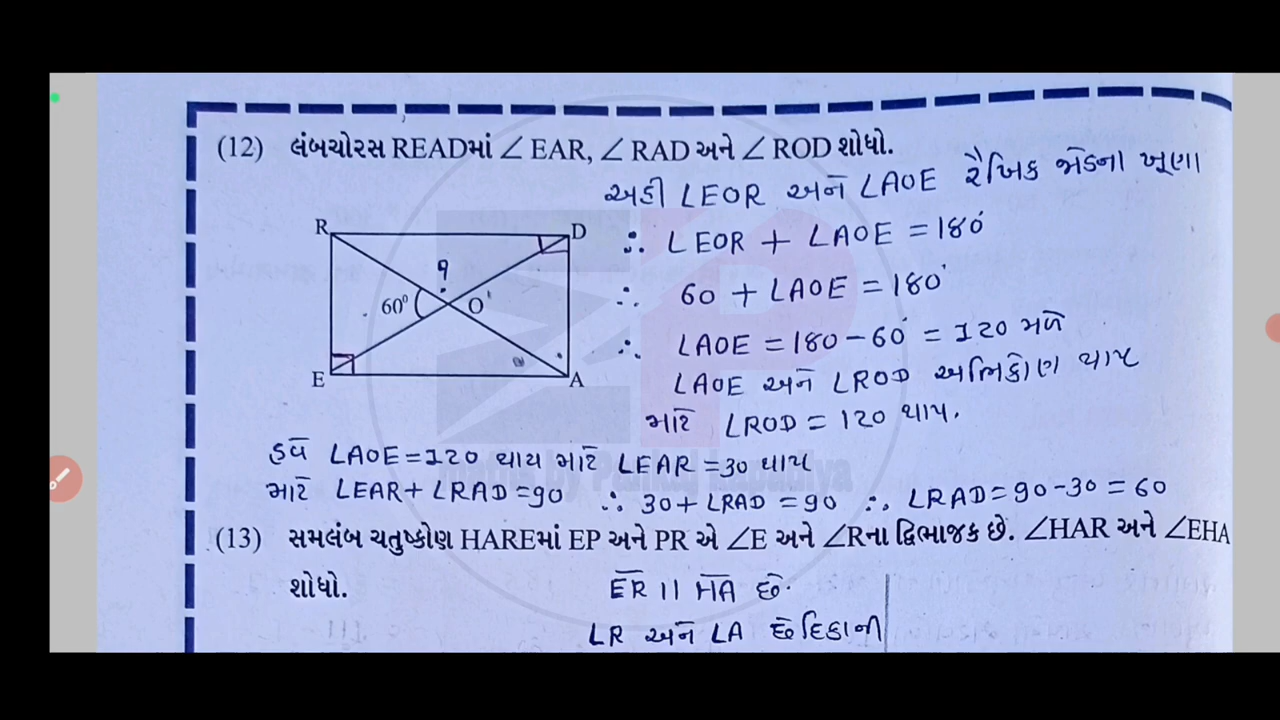 (12) લંબચોરસ READમાં ∠ EAR, ∠ RAD અને ∠ ROD શોધો.
અહી ∠EOR અને ∠AOE રૈખિક જોડના ખૂણા
R
D
∴ ∠EOR + ∠AOE = 180°
60°
O
∴ 60 + ∠AOE = 180°
∴ ∠AOE = 180 - 60° = 120 મળે
E
A
∠AOE અને ∠ROD અભિકોણ થાય
માટે ∠ROD = 120 થાય.
હવે ∠AOE = 120 થાય માટે ∠EAR = 30 થાય
માટે ∠EAR + ∠RAD = 90 ∴ 30 + ∠RAD = 90 ∴ ∠RAD = 90 - 30 = 60
(13) સમલંબ ચતુષ્કોણ HAREમાં EP અને PR એ ∠E અને ∠Rના દ્વિભાજક છે. ∠HAR અને ∠EHA
શોધો.
ER || HA છે.
∠R અને ∠A છેદિકાની